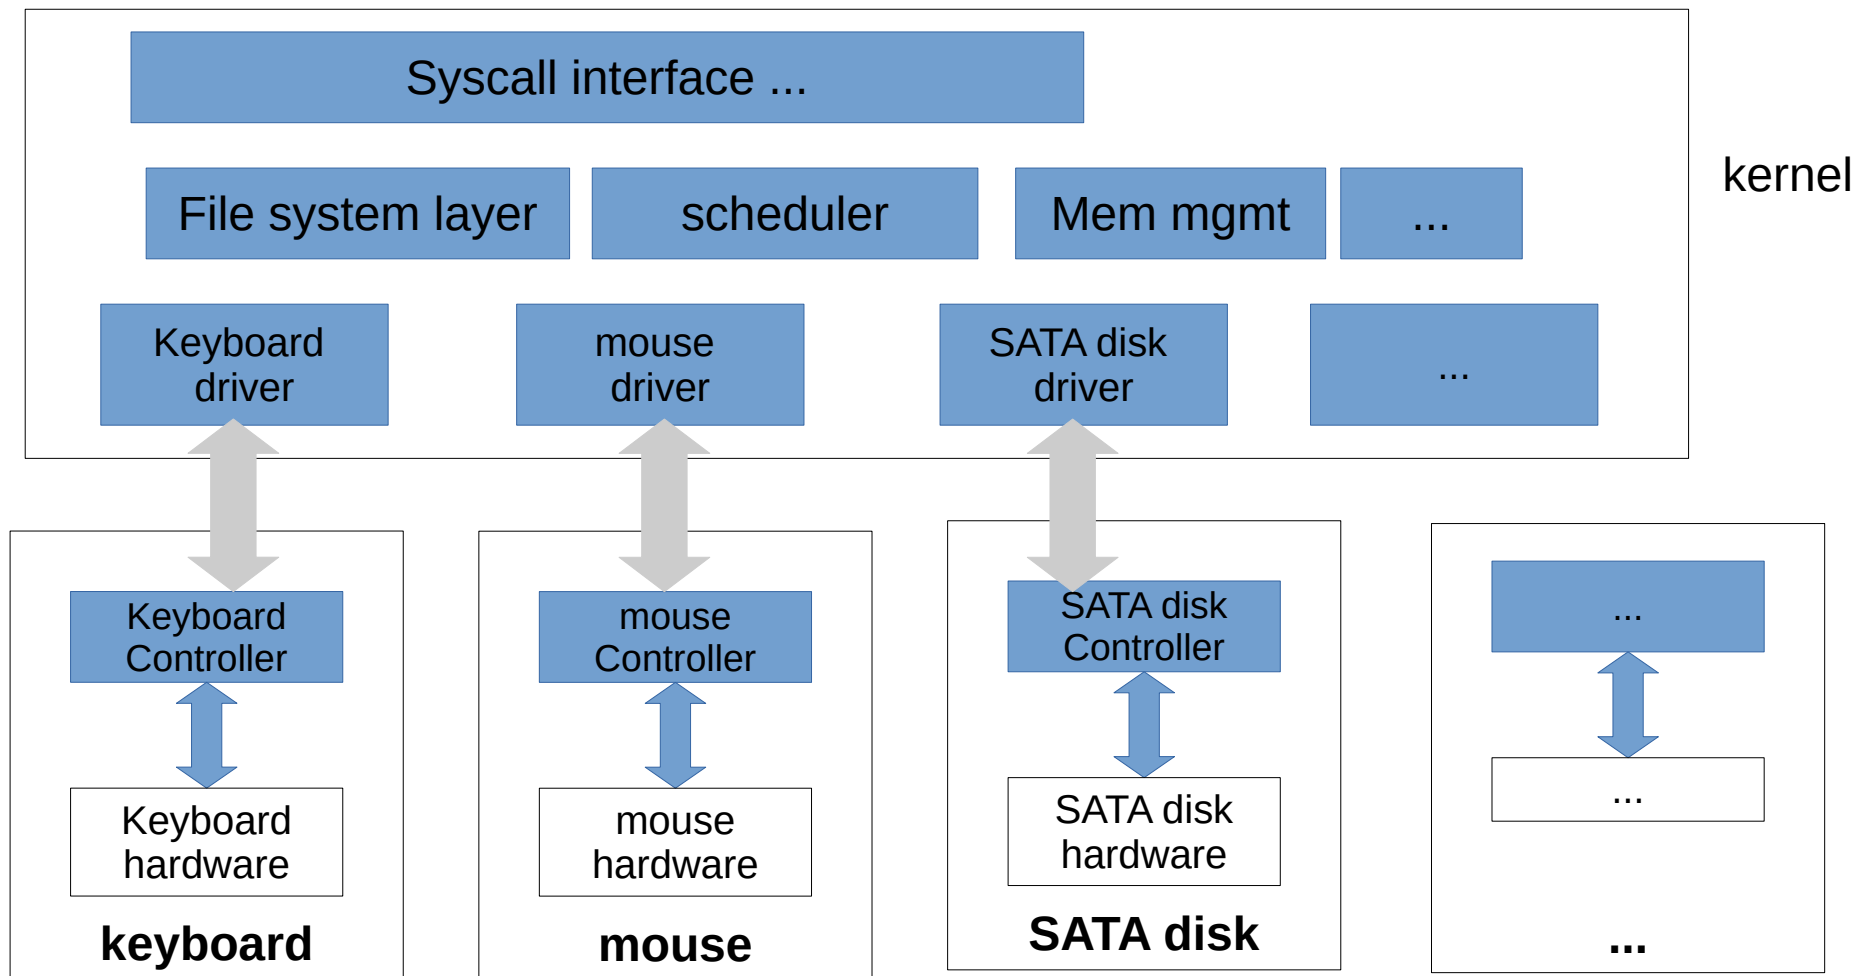 Syscall interface ...
kernel
File system layer
scheduler
Mem mgmt
...
Keyboard
driver
mouse
driver
SATA disk
driver
...
Keyboard
Controller
mouse
Controller
SATA disk
Controller
...
Keyboard
hardware
mouse
hardware
SATA disk
hardware
...
keyboard
mouse
SATA disk
...